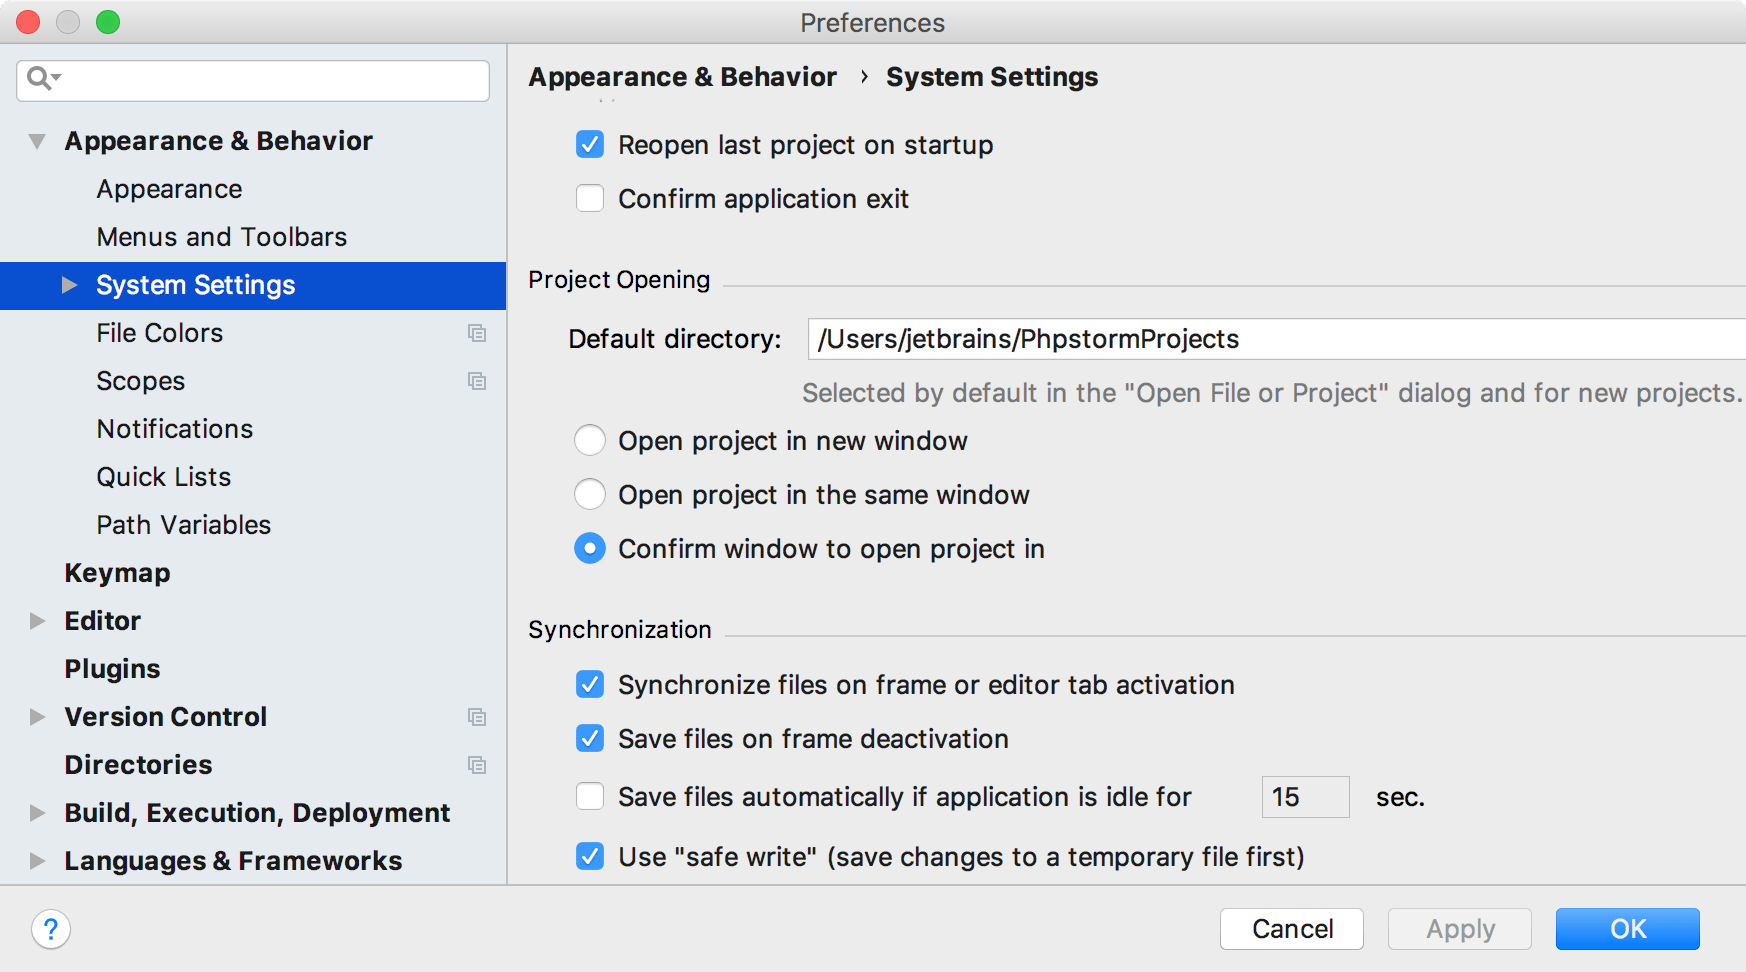 Preferences
Appearance & Behavior
Appearance
Menus and Toolbars
System Settings
File Colors
Scopes
Notifications
Quick Lists
Path Variables
Keymap
Editor
Plugins
Version Control
Directories
Build, Execution, Deployment
Languages & Frameworks
Appearance & Behavior › System Settings
Reopen last project on startup
Confirm application exit
Project Opening
Default directory: /Users/jetbrains/PhpstormProjects
Selected by default in the "Open File or Project" dialog and for new projects.
Open project in new window
Open project in the same window
Confirm window to open project in
Synchronization
Synchronize files on frame or editor tab activation
Save files on frame deactivation
Save files automatically if application is idle for 15 sec.
Use "safe write" (save changes to a temporary file first)
? Cancel Apply OK